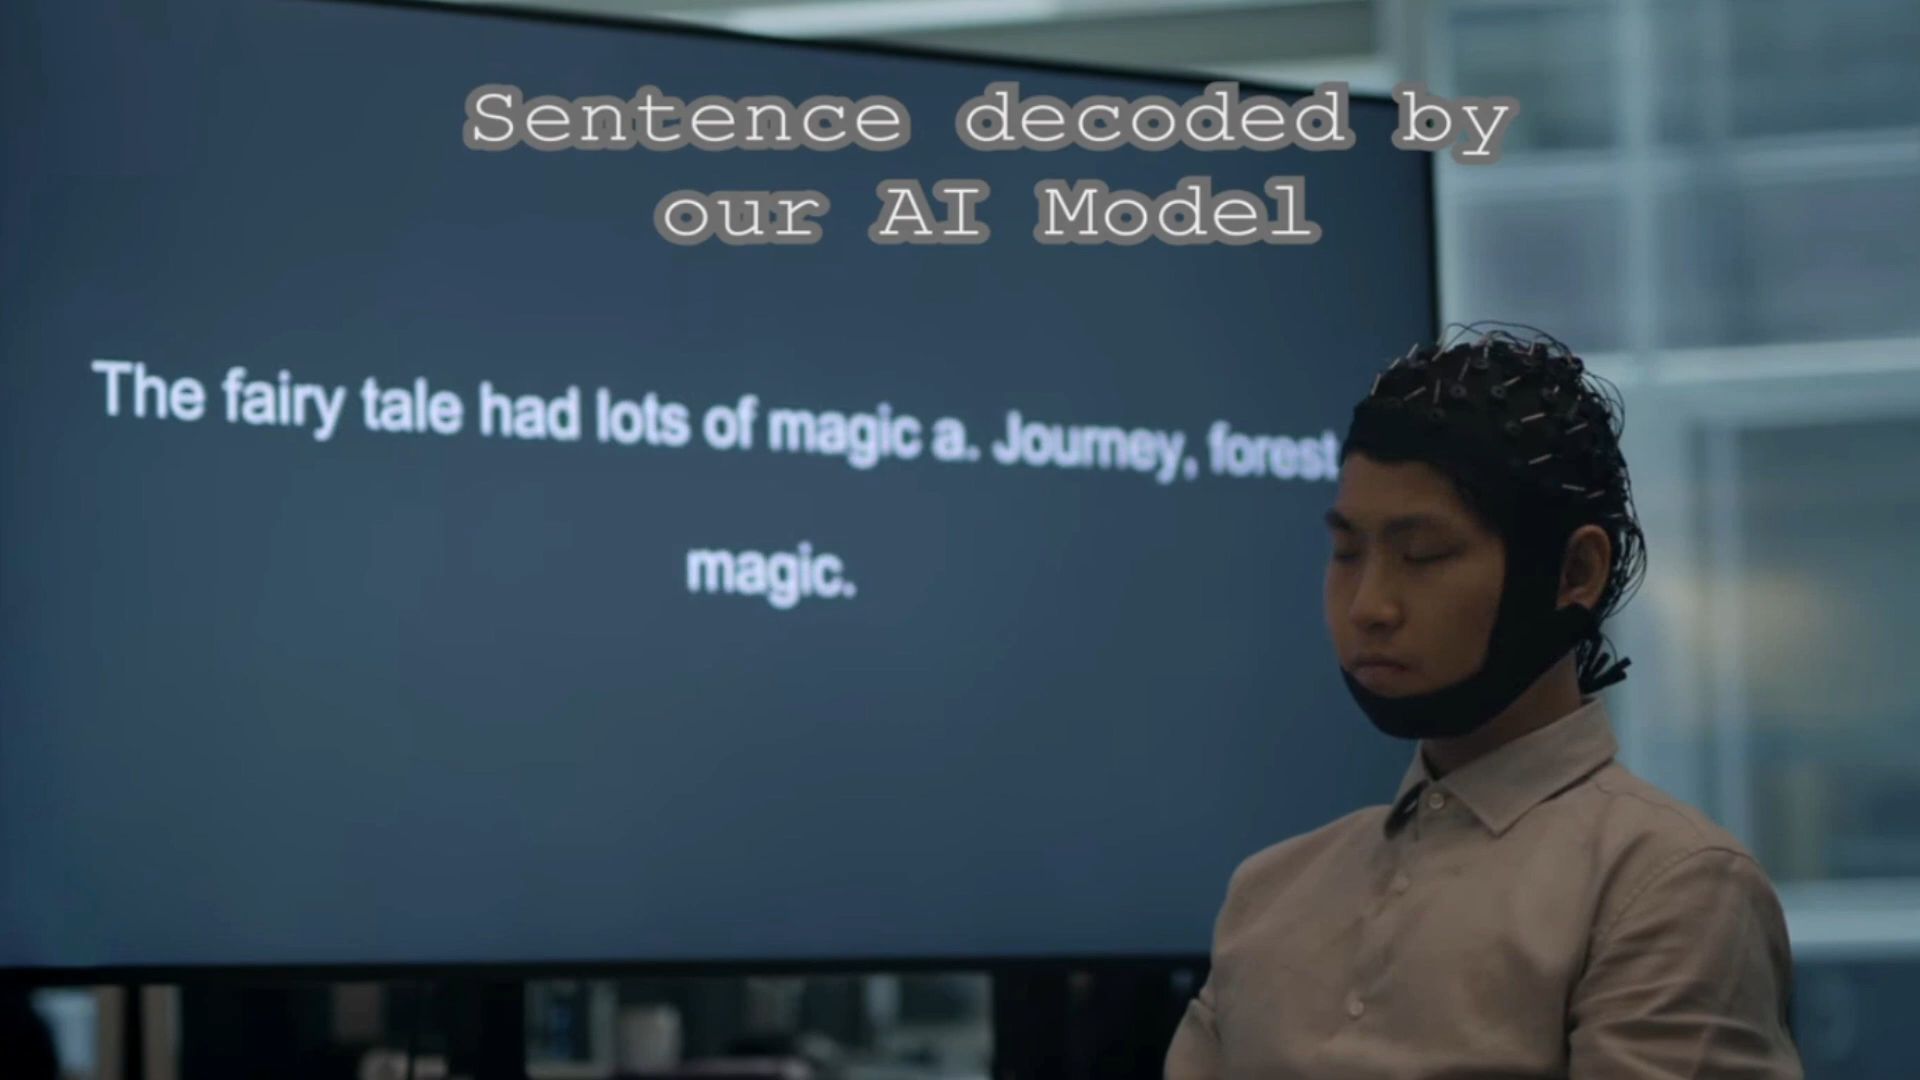 Sentence decoded by
our AI Model
The fairy tale had lots of magic a. Journey, forest
magic.